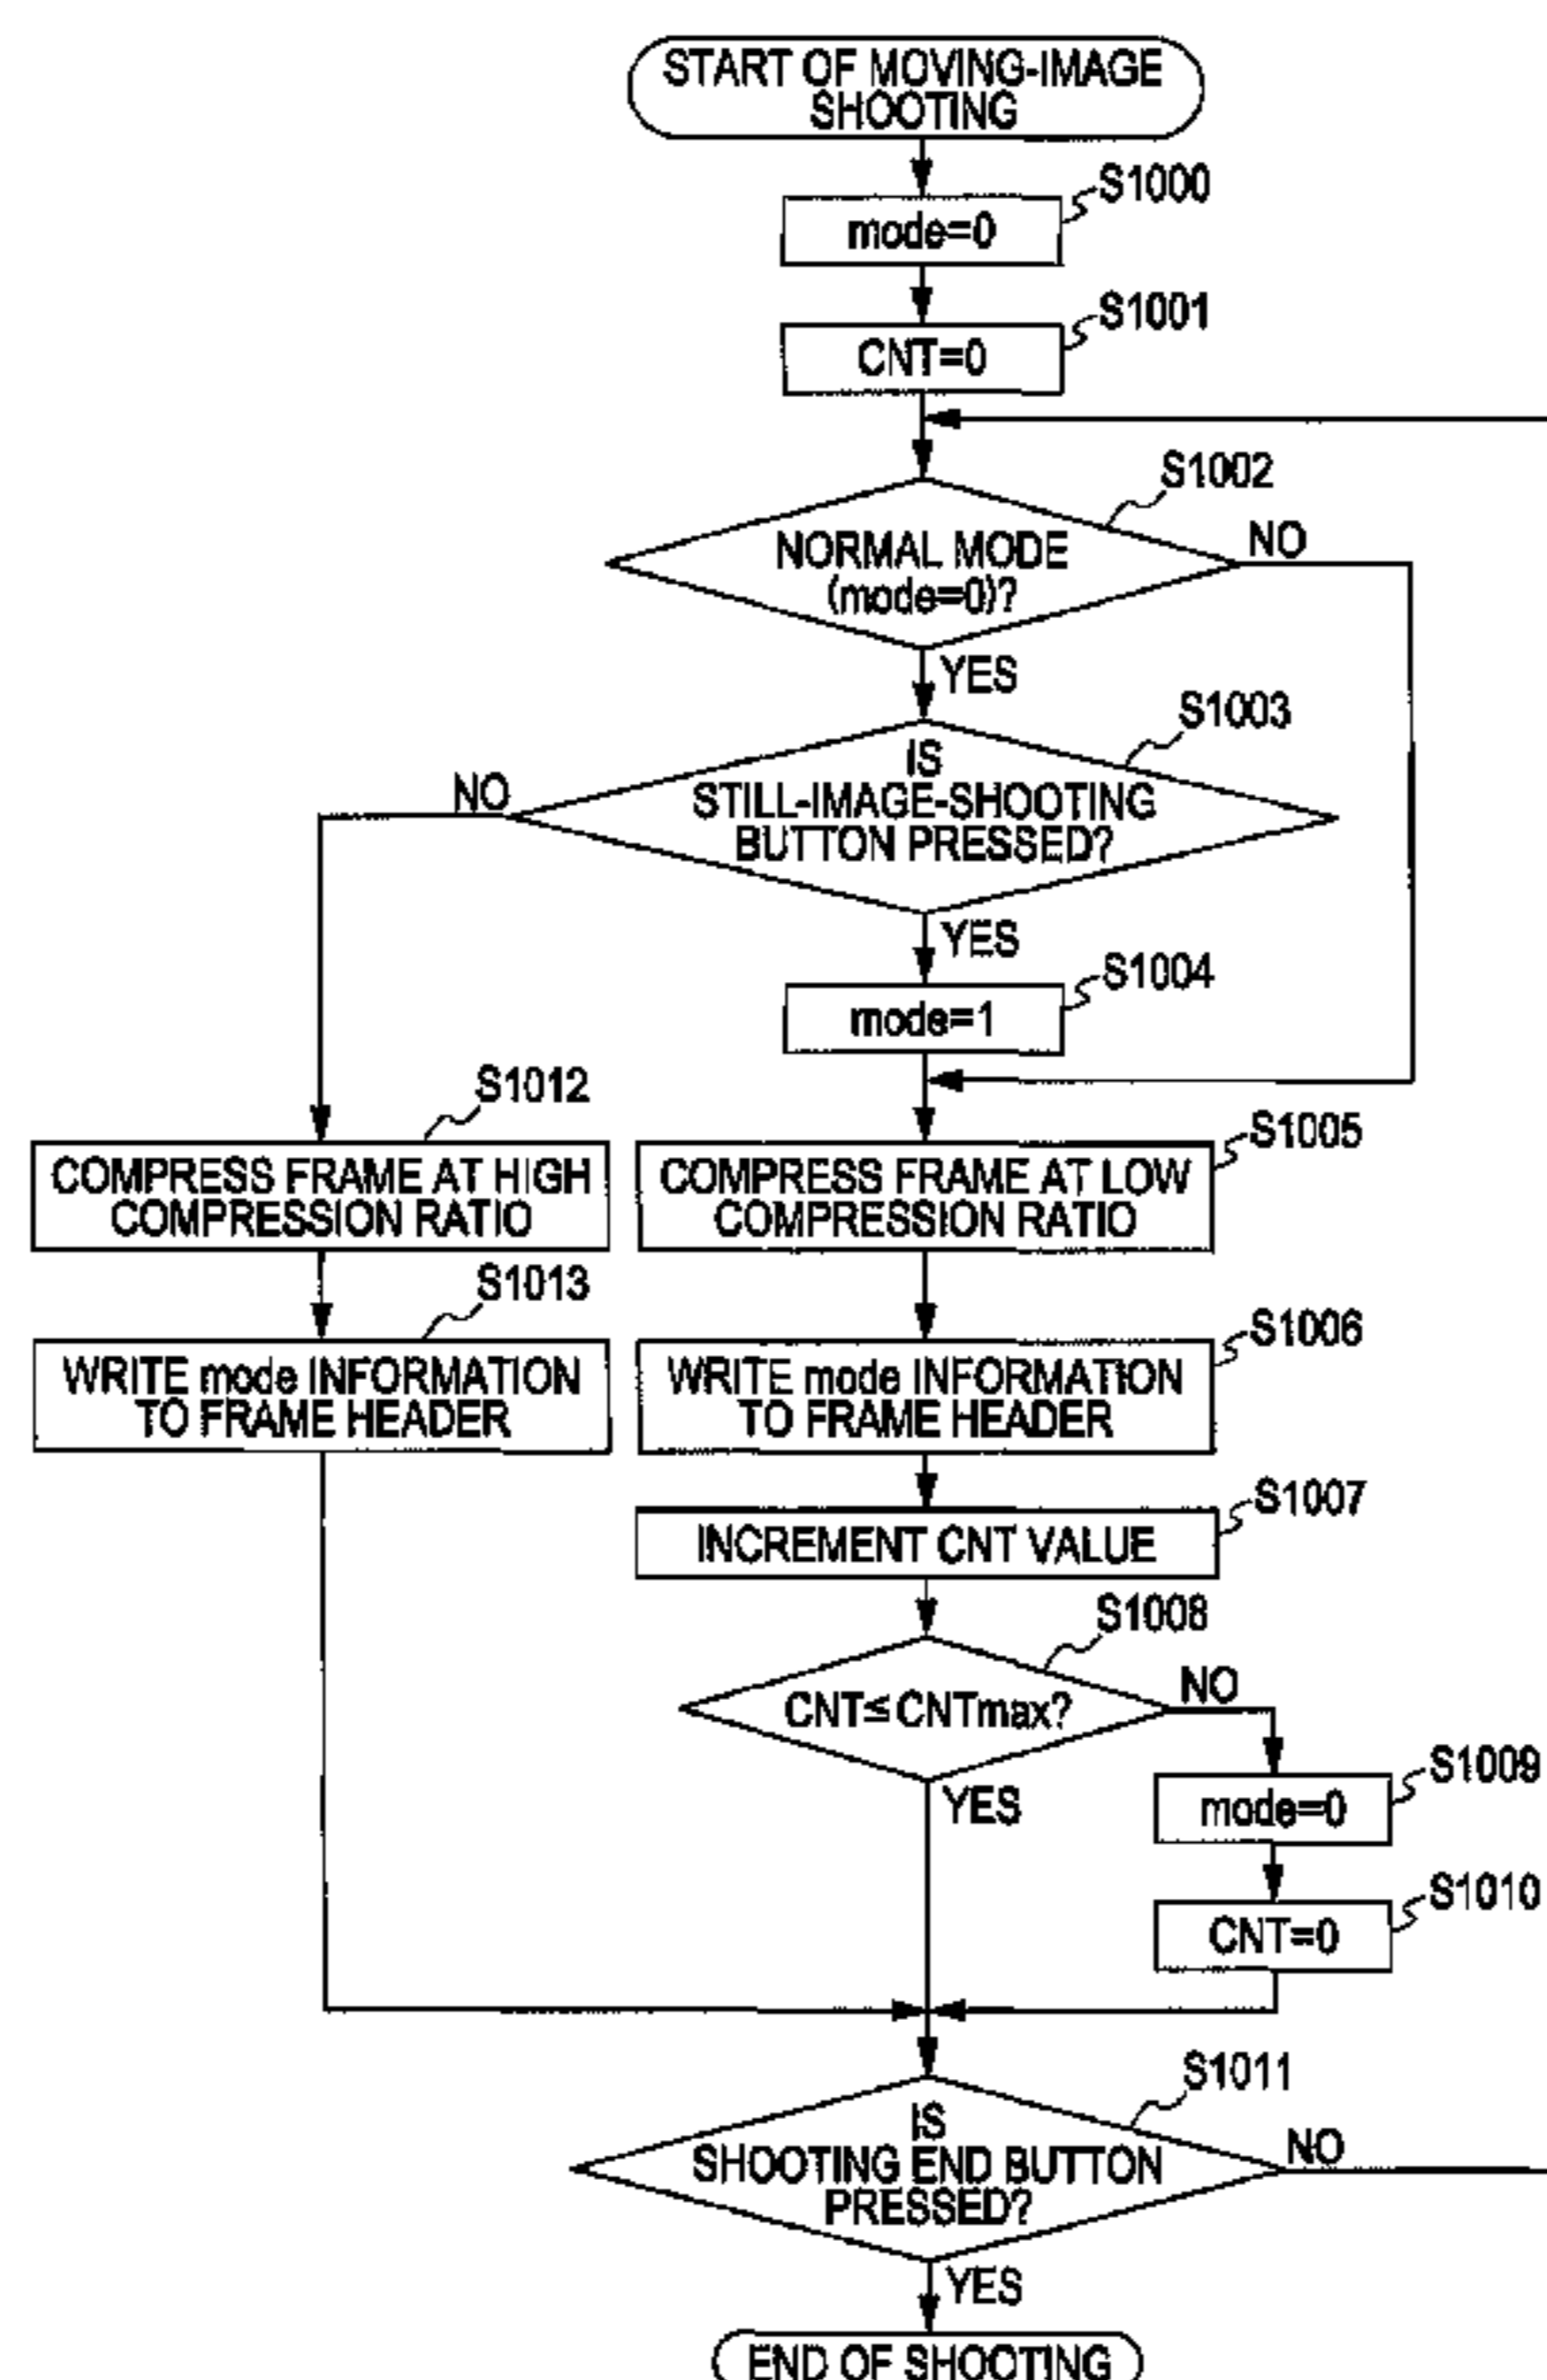 START OF MOVING-IMAGE
SHOOTING
S1000
mode=0
S1001
CNT=0
S1002
NORMAL MODE
(mode=0)?
NO
YES
S1003
IS
STILL-IMAGE-SHOOTING
BUTTON PRESSED?
NO
YES
S1004
mode=1
S1012
COMPRESS FRAME AT HIGH
COMPRESSION RATIO
S1005
COMPRESS FRAME AT LOW
COMPRESSION RATIO
S1013
WRITE mode INFORMATION
TO FRAME HEADER
S1006
WRITE mode INFORMATION
TO FRAME HEADER
S1007
INCREMENT CNT VALUE
S1008
CNT≤CNTmax?
NO
YES
S1009
mode=0
S1010
CNT=0
S1011
IS
SHOOTING END BUTTON
PRESSED?
NO
YES
END OF SHOOTING